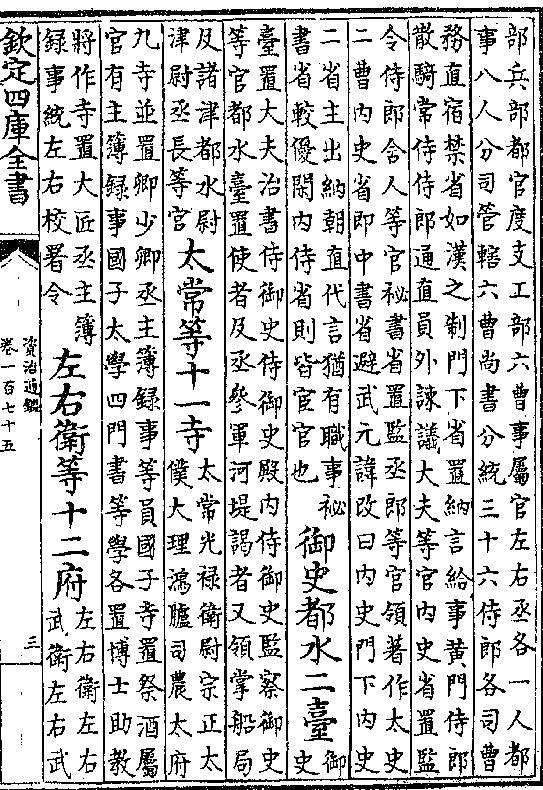 部兵部都官度支工部六曹事屬官左右丞各一人都
事八人分司管轄六曹尚書分統三十六侍郎各司曹
務直宿禁省如漢之制門下省置納言給事黃門侍郎
散騎常侍侍郎通直員外諫議大夫等官內史省置監
令侍郎舍人等官秘書省置監丞郎等官領著作太史
二曹內史省即中書省避武元諱改曰內史門下內史
二省主出納朝直代言猶有職事秘
書省較優閑內侍省則皆宦官也
御史都水二臺
御
史
臺置大夫治書侍御史侍御史殿內侍御史監察御史
等官都水臺置使者及丞參軍河堤謁者又領掌船局
及諸津都水尉
津尉丞長等官
太常等十一寺
太常光祿衛尉宗正太
僕大理鴻臚司農太府
九寺並置卿少卿丞主簿録事等員國子寺置祭酒屬
官有主簿録事國子太學四門書等學各置博士助教
將作寺置大匠丞主簿
録事統左右校署令
左右衛等十二府
左右衛左右
武衛左右武
欽定四庫全書
資治通鑑
卷一百七十五
三